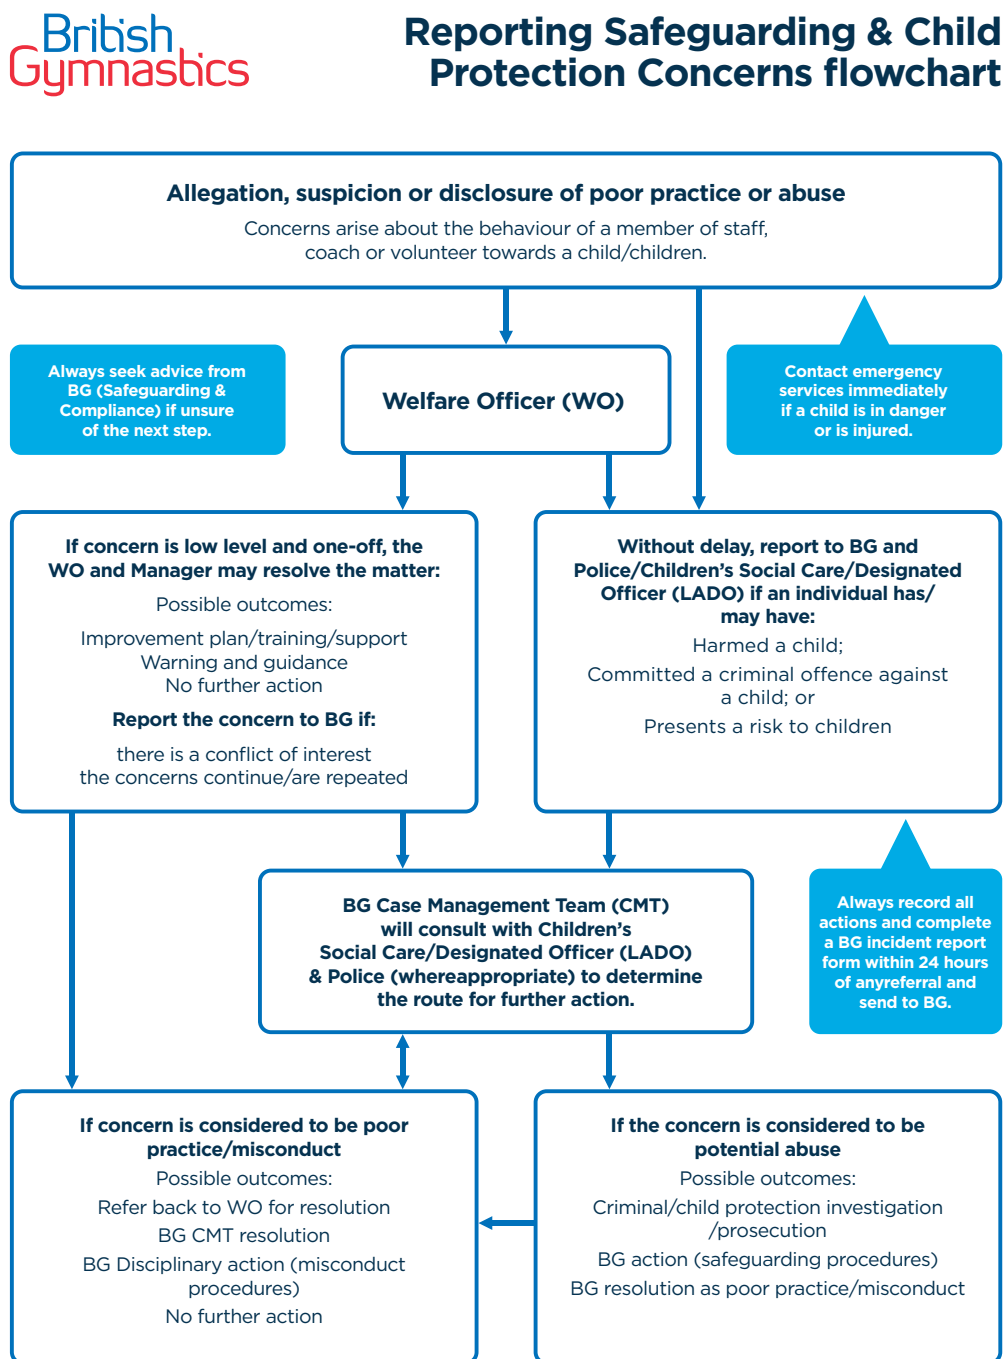 British
Gymnastics
Reporting Safeguarding & Child
Protection Concerns flowchart
Allegation, suspicion or disclosure of poor practice or abuse
Concerns arise about the behaviour of a member of staff,
coach or volunteer towards a child/children.
Always seek advice from
BG (Safeguarding &
Compliance) if unsure
of the next step.
Welfare Officer (WO)
Contact emergency
services immediately
if a child is in danger
or is injured.
If concern is low level and one-off, the
WO and Manager may resolve the matter:
Possible outcomes:
Improvement plan/training/support
Warning and guidance
No further action
Report the concern to BG if:
there is a conflict of interest
the concerns continue/are repeated
Without delay, report to BG and
Police/Children's Social Care/Designated
Officer (LADO) if an individual has/
may have:
Harmed a child;
Committed a criminal offence against
a child; or
Presents a risk to children
BG Case Management Team (CMT)
will consult with Children's
Social Care/Designated Officer (LADO)
& Police (whereappropriate) to determine
the route for further action.
Always record all
actions and complete
a BG incident report
form within 24 hours
of anyreferral and
send to BG.
If concern is considered to be poor
practice/misconduct
Possible outcomes:
Refer back to WO for resolution
BG CMT resolution
BG Disciplinary action (misconduct
procedures)
No further action
If the concern is considered to be
potential abuse
Possible outcomes:
Criminal/child protection investigation
/prosecution
BG action (safeguarding procedures)
BG resolution as poor practice/misconduct